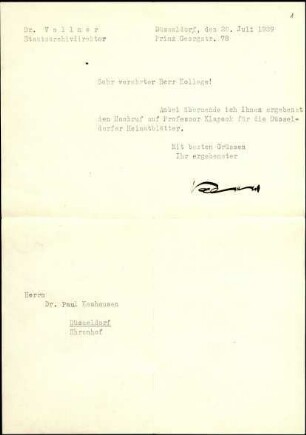 Dr. Vollmer
Staatsarchivdirektor
Düsseldorf, den 20. Juli 1939
Prinz Georgstr. 78
Sehr verehrter Herr Kollege!
Anbei übersende ich Ihnen ergebenst
den Nachruf auf Professor Klapeck für die Düssel-
dorfer Heimatblätter.
Mit besten Grüssen
Ihr ergebenster
Herrn
Dr. Paul Kauhausen
Düsseldorf
Ehrenhof